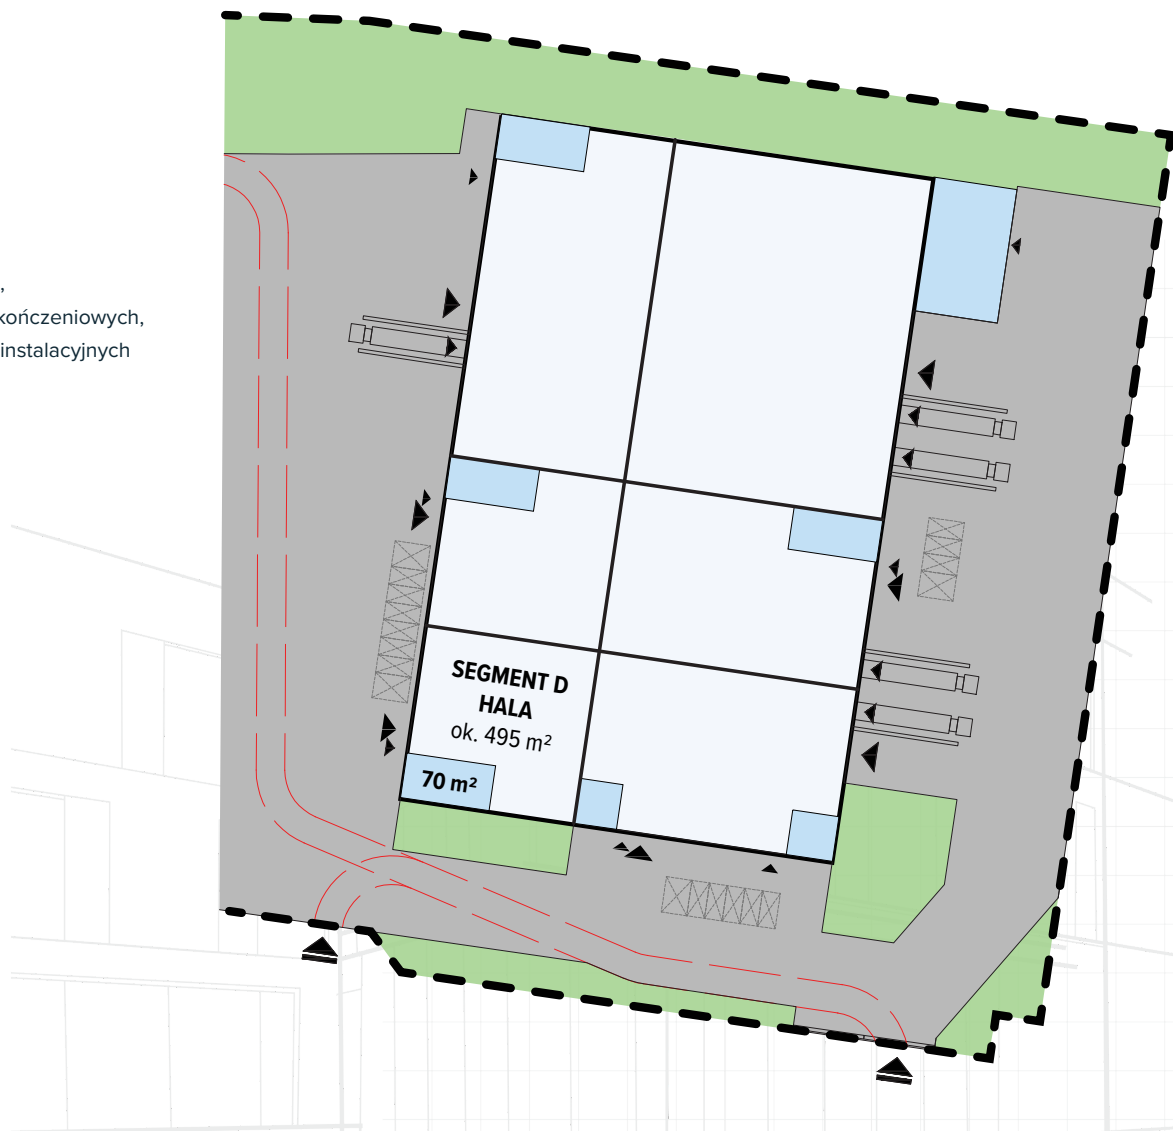 ,
kończeniowych,
instalacyjnych
SEGMENT D
HALA
ok. 495 m²
70 m²